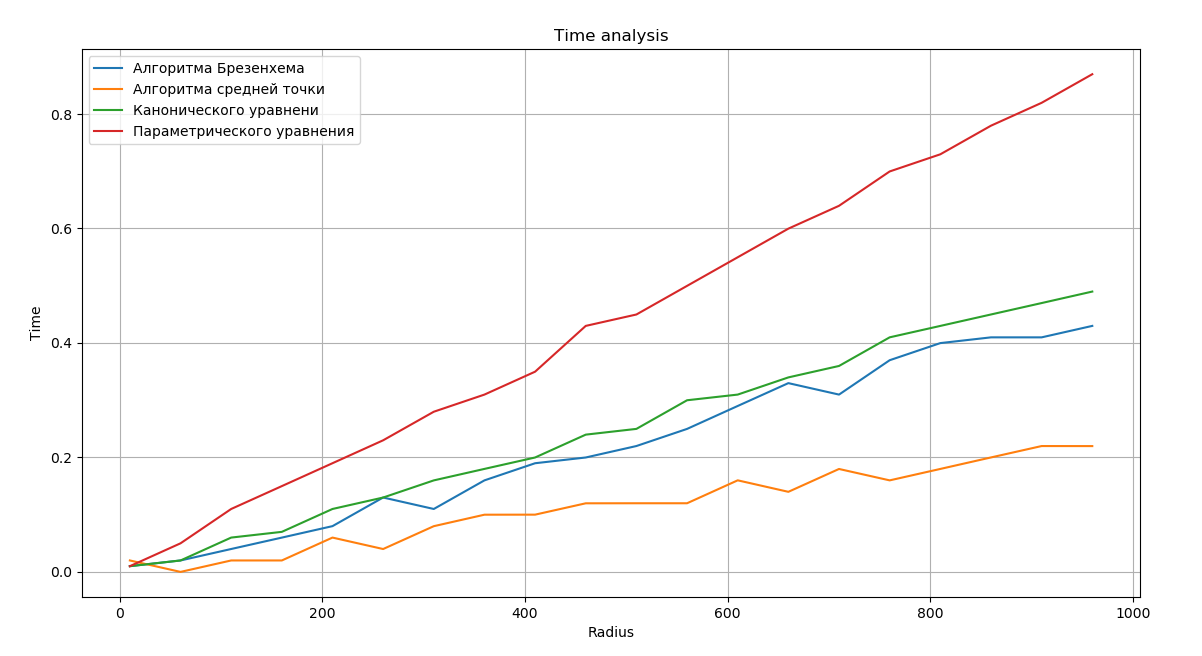 Time analysis
Алгоритма Брезенхема
Алгоритма средней точки
Канонического уравнени
Параметрического уравнения
Time
0.8
0.6
0.4
0.2
0.0
0 200 400 600 800 1000
Radius